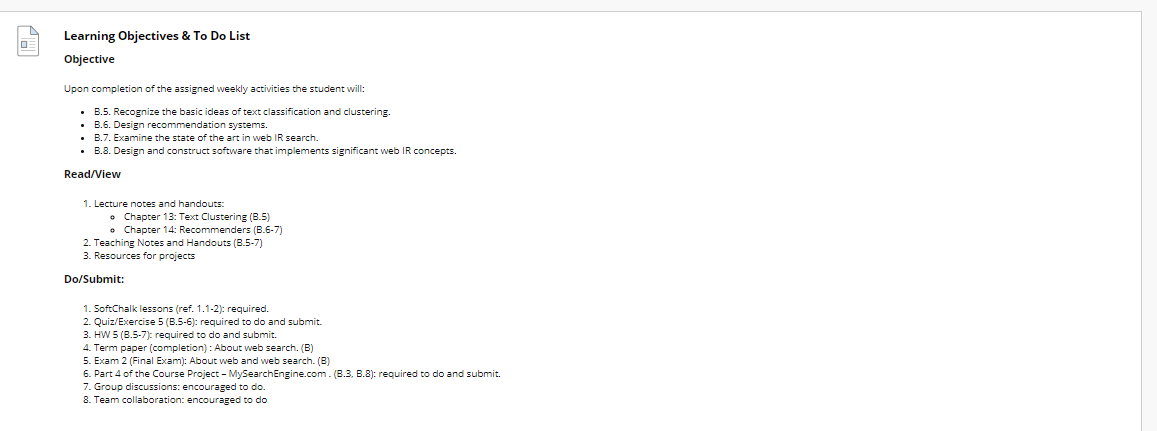 Learning Objectives & To Do List
Objective
Upon completion of the assigned weekly activities the student will:
• B.5. Recognize the basic ideas of text classification and clustering.
• B.6. Design recommendation systems.
• B.7. Examine the state of the art in web IR search.
• B.8. Design and construct software that implements significant web IR concepts.
Read/View
1. Lecture notes and handouts:
Chapter 13: Text Clustering (B.5)
Chapter 14: Recommenders (B.6-7)
2. Teaching Notes and Handouts (B.5-7)
3. Resources for projects
Do/Submit:
1. SoftChalk lessons (ref. 1.1-2): required.
2. Quiz/Exercise 5 (B.5-6): required to do and submit.
3. HW 5 (B.5-7): required to do and submit.
4. Term paper (completion) : About web search. (B)
5. Exam 2 (Final Exam): About web and web search. (B)
6. Part 4 of the Course Project – MySearchEngine.com . (B.3, B.8): required to do and submit.
7. Group discussions: encouraged to do.
8. Team collaboration: encouraged to do